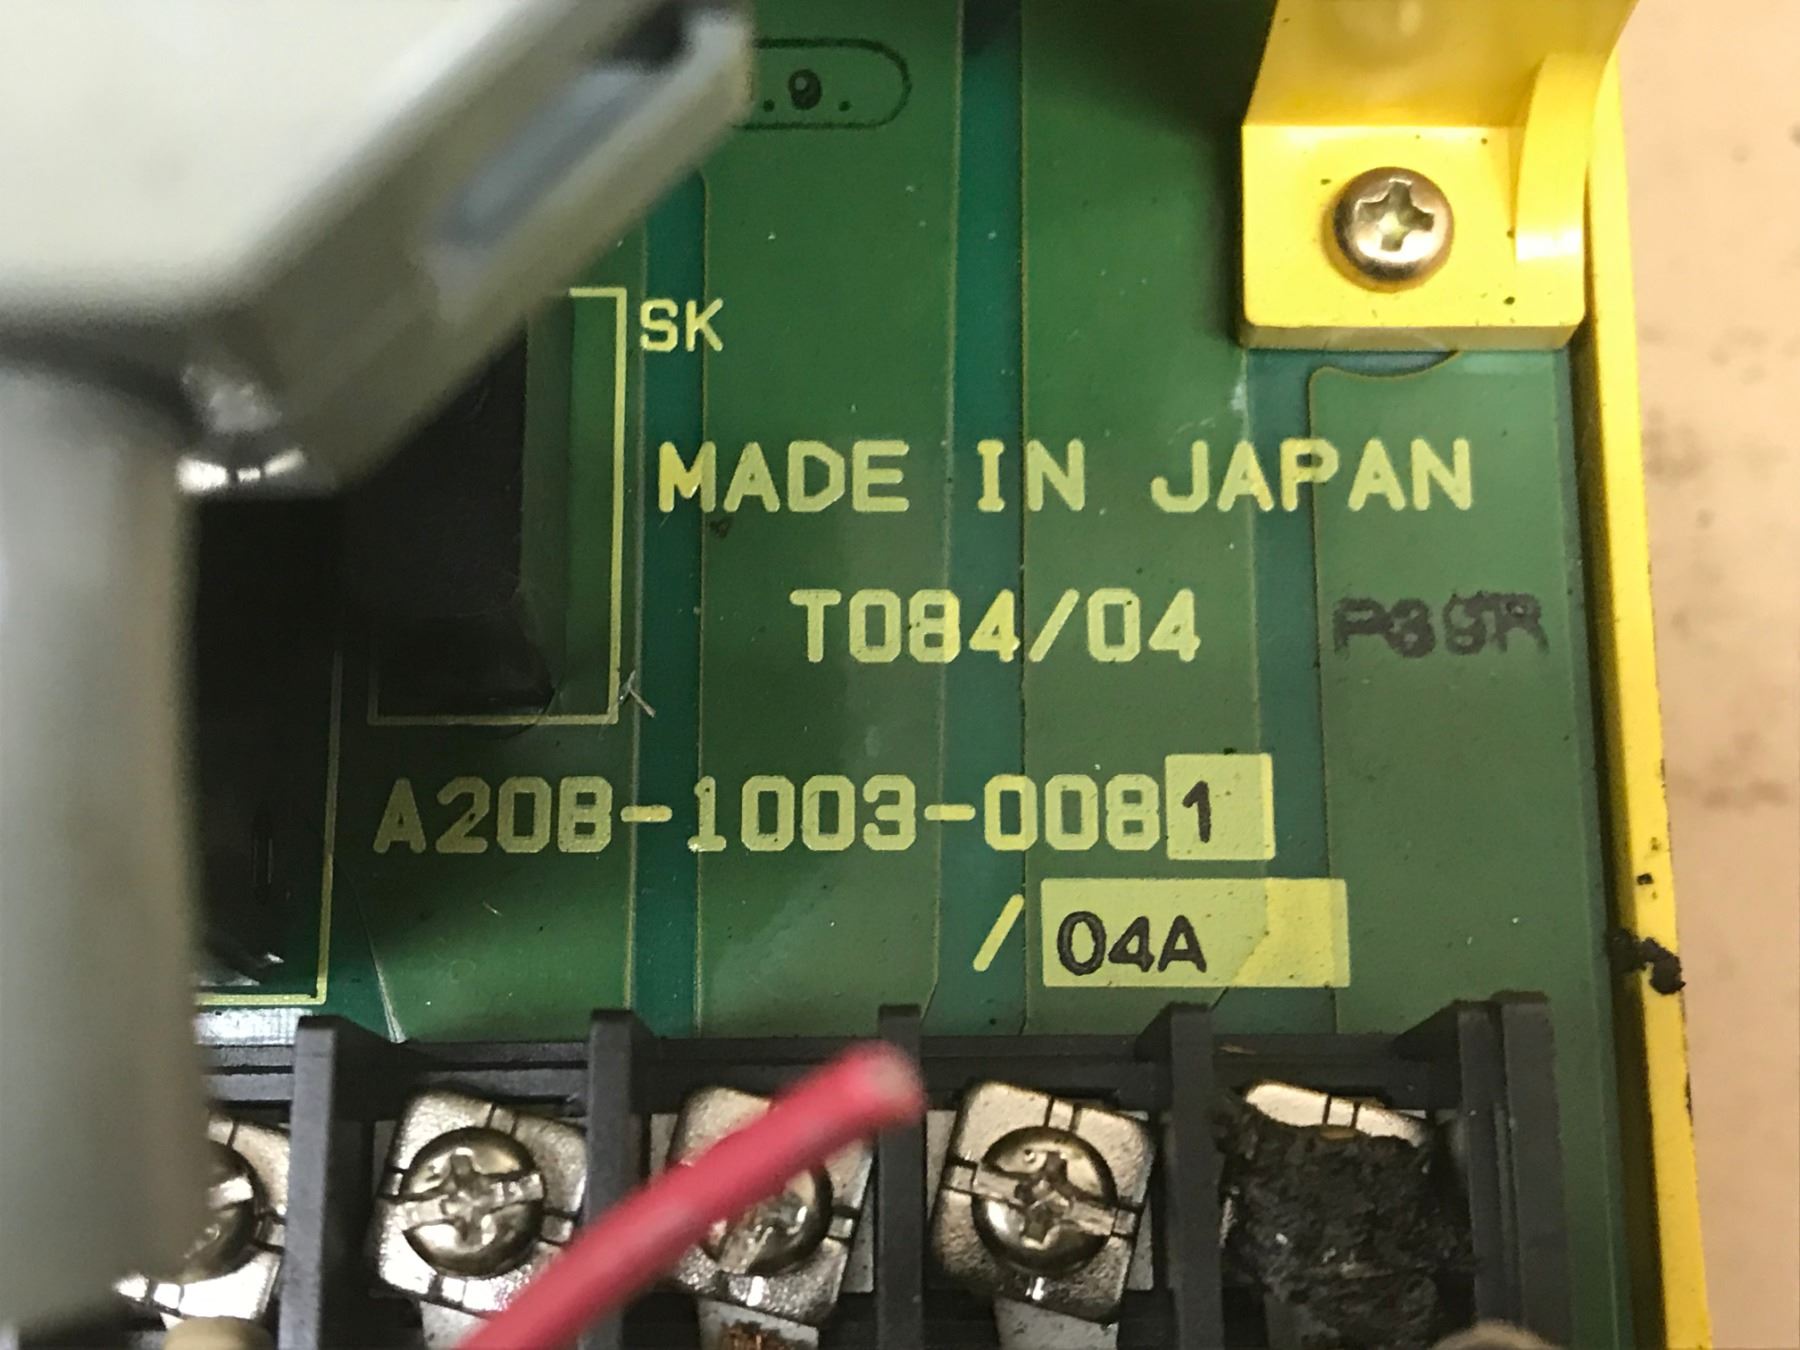 SK
MADE IN JAPAN
T084/04
A20B-1003-0081
/04A